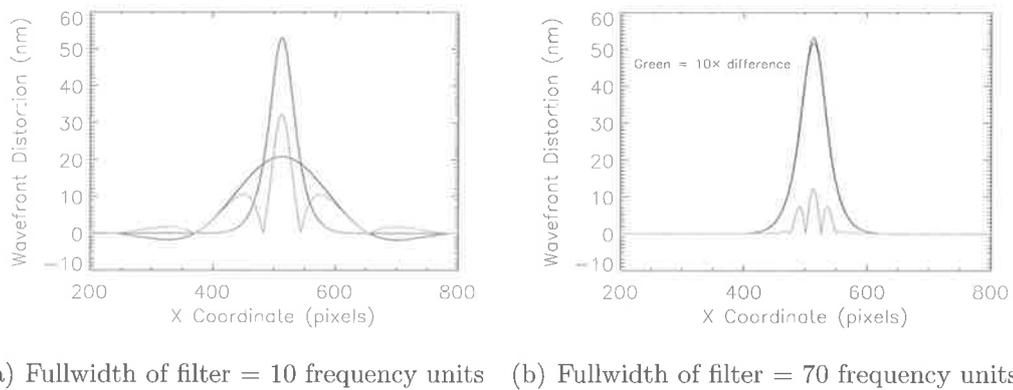 60
50
40
30
20
10
0
-10
Wavefront Distortion (nm)
200 400 600 800
X Coordinate (pixels)
60
50
40
30
20
10
0
-10
Wavefront Distortion (nm)
Green = 10× difference
200 400 600 800
X Coordinate (pixels)
) Fullwidth of filter = 10 frequency units
(b) Fullwidth of filter = 70 frequency units